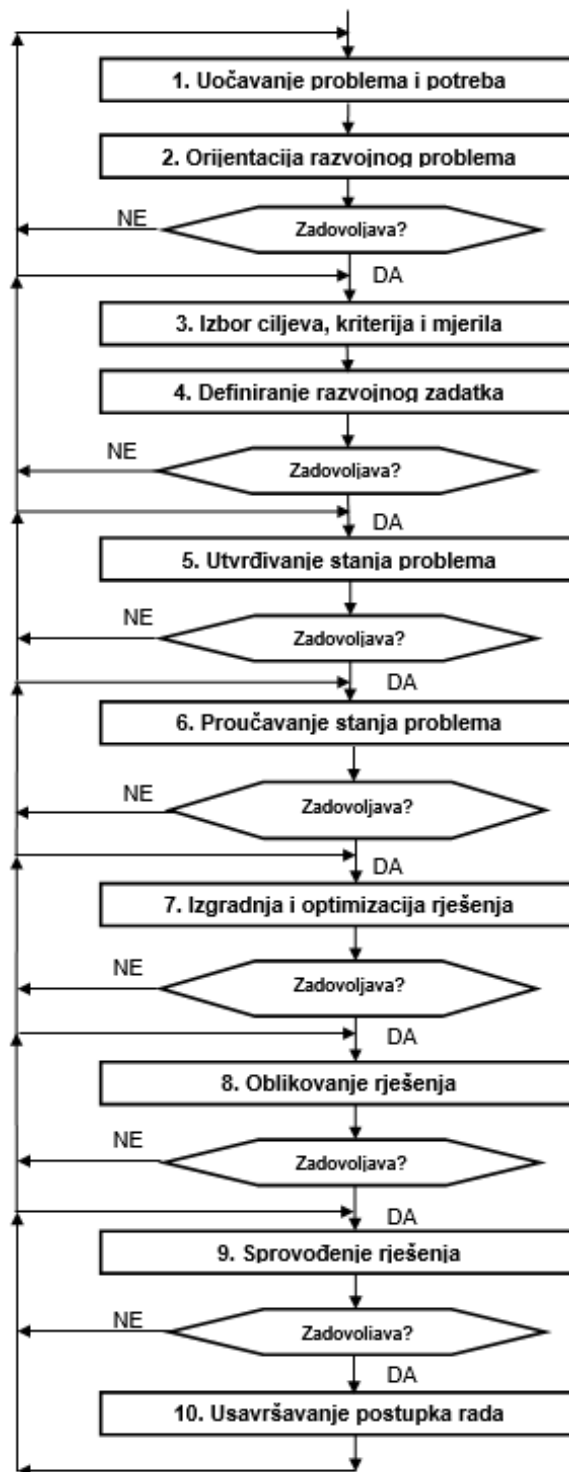 1. Uočavanje problema i potreba
2. Orijentacija razvojnog problema
NE
Zadovoljava?
DA
3. Izbor ciljeva, kriterija i mjerila
4. Definiranje razvojnog zadatka
NE
Zadovoljava?
DA
5. Utvrđivanje stanja problema
NE
Zadovoljava?
DA
6. Proučavanje stanja problema
NE
Zadovoljava?
DA
7. Izgradnja i optimizacija rješenja
NE
Zadovoljava?
DA
8. Oblikovanje rješenja
NE
Zadovoljava?
DA
9. Sprovođenje rješenja
NE
Zadovoljava?
DA
10. Usavršavanje postupka rada